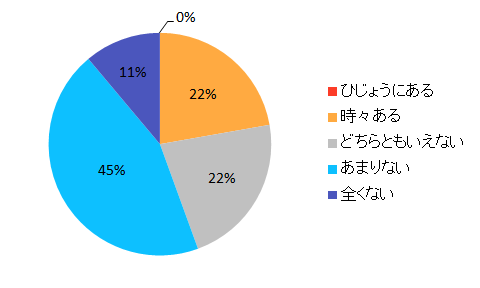 0%
11%
22%
22%
45%
ひじょうにある
時々ある
どちらともいえない
あまりない
全くない